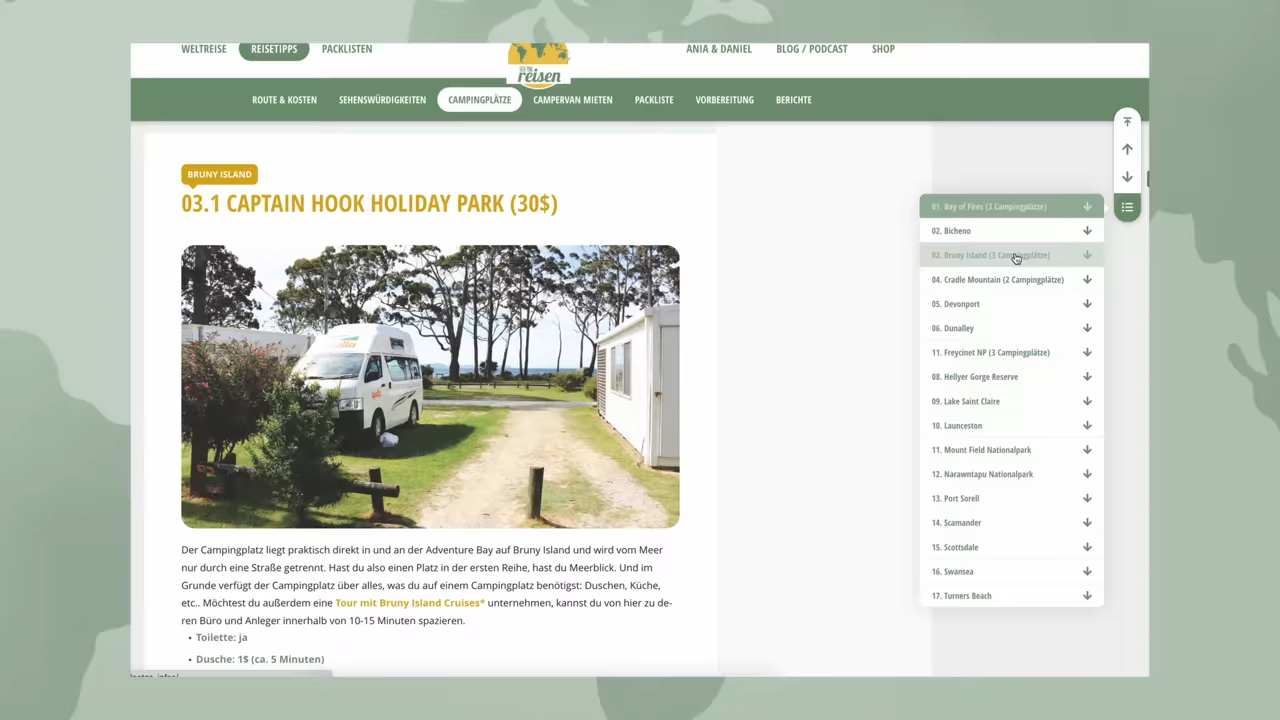 WELTREISE REISETIPPS PACKLISTEN ANIA & DANIEL BLOG / PODCAST SHOP
reisen
ROUTE & KOSTEN SEHENSWÜRDIGKEITEN CAMPINGPLÄTZE CAMPERVAN MIETEN PACKLISTE VORBEREITUNG BERICHTE
BRUNY ISLAND
03.1 CAPTAIN HOOK HOLIDAY PARK (30$)
Der Campingplatz liegt praktisch direkt in und an der Adventure Bay auf Bruny Island und wird vom Meer
nur durch eine Straße getrennt. Hast du also einen Platz in der ersten Reihe, hast du Meerblick. Und im
Grunde verfügt der Campingplatz über alles, was du auf einem Campingplatz benötigst: Duschen, Küche,
etc.. Möchtest du außerdem eine Tour mit Bruny Island Cruises* unternehmen, kannst du von hier zu de-
ren Büro und Anleger innerhalb von 10-15 Minuten spazieren.
• Toilette: ja
• Dusche: 1$ (ca. 5 Minuten)
01. Bay of Fires (3 Campingplätze)
02. Bicheno
02. Bruny Island (3 Campingplätze)
04. Cradle Mountain (2 Campingplätze)
05. Devonport
06. Dunalley
11. Freycinet NP (3 Campingplätze)
08. Hellyer Gorge Reserve
09. Lake Saint Claire
10. Launceston
11. Mount Field Nationalpark
12. Narawntapu Nationalpark
13. Port Sorell
14. Scamander
15. Scottsdale
16. Swansea
17. Turners Beach